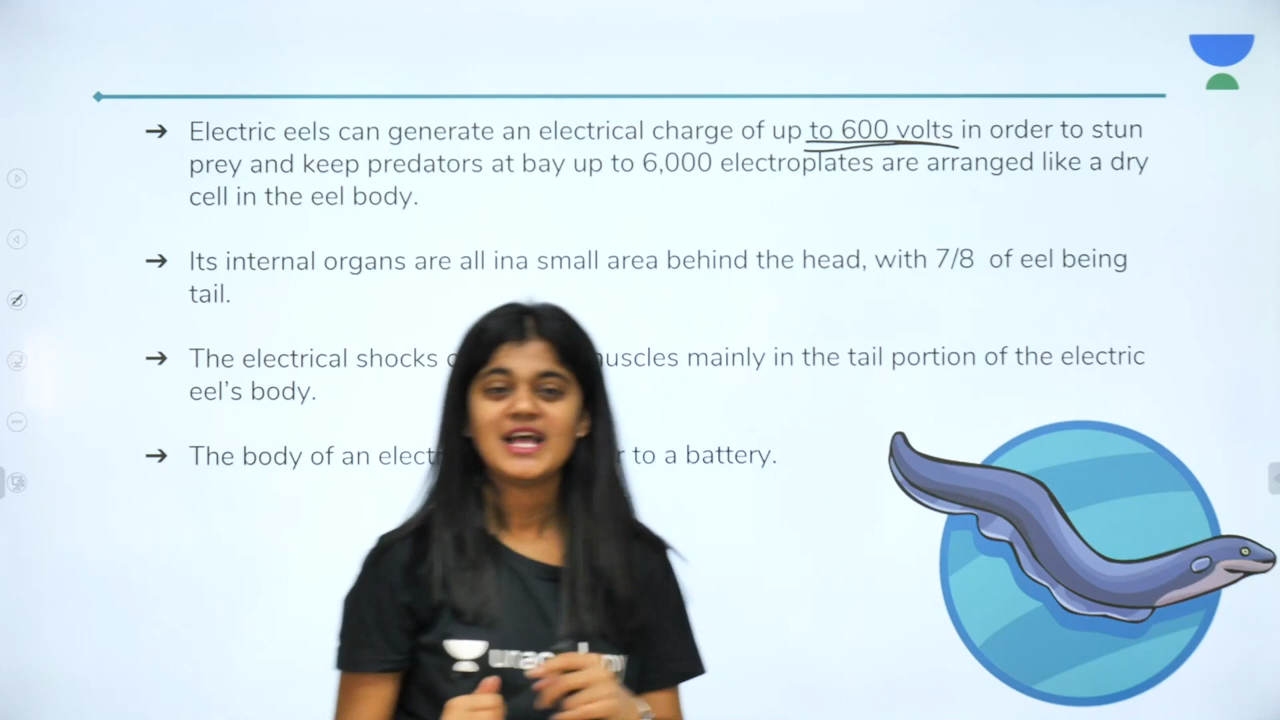 ➔ Electric eels can generate an electrical charge of up to 600 volts in order to stun
prey and keep predators at bay up to 6,000 electroplates are arranged like a dry
cell in the eel body.
➔ Its internal organs are all ina small area behind the head, with 7/8 of eel being
tail.
➔ The electrical shocks muscles mainly in the tail portion of the electric
eel's body.
➔ The body of an to a battery.